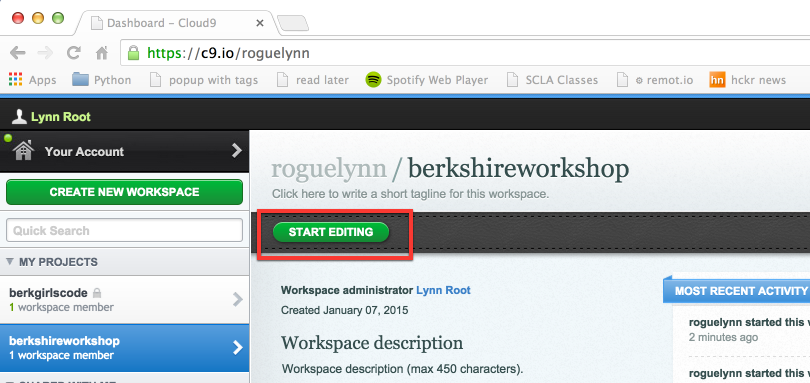 Dashboard - Cloud9
https://c9.io/roguelynn
Apps Python popup with tags read later Spotify Web Player SCLA Classes remot.io hn hckr news
Lynn Root
Your Account
CREATE NEW WORKSPACE
Quick Search
MY PROJECTS
berkgirlscode
1 workspace member
berkshireworkshop
1 workspace member
SHARED WITH ME
roguelynn / berkshireworkshop
Click here to write a short tagline for this workspace.
START EDITING
Workspace administrator Lynn Root
Created January 07, 2015
Workspace description
Workspace description (max 450 characters).
MOST RECENT ACTIVITY
roguelynn started this w
2 minutes ago
roguelynn started this w